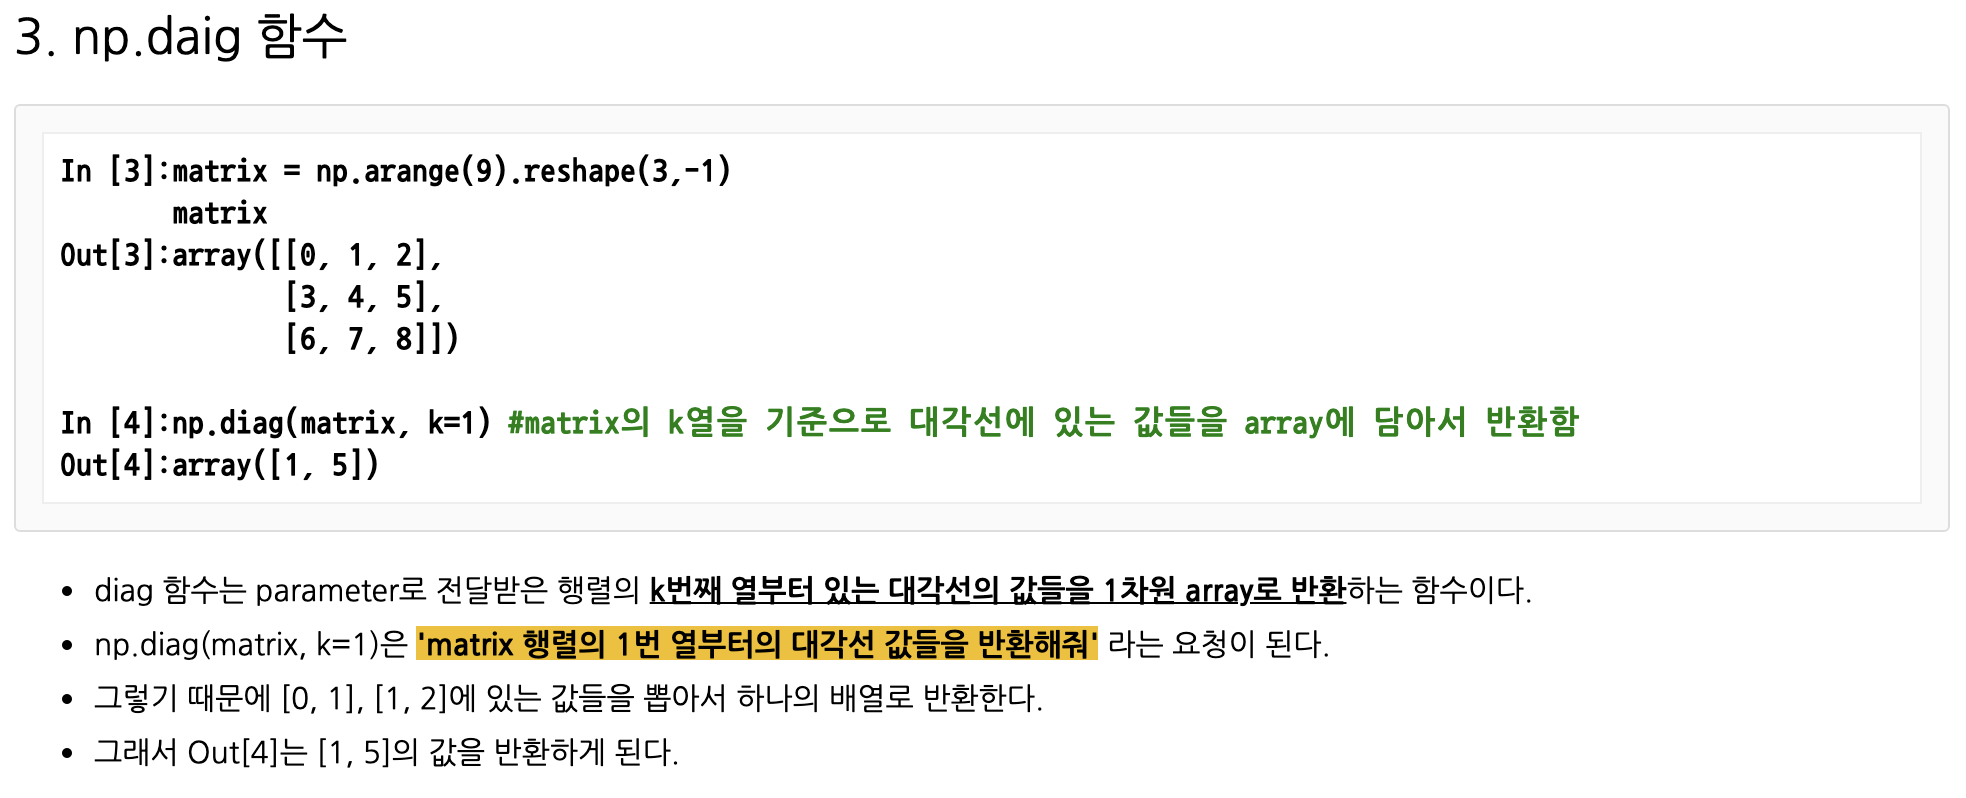 3. np.daig 함수
In [3]:matrix = np.arange(9).reshape(3,-1)
matrix
Out[3]:array([[0, 1, 2],
[3, 4, 5],
[6, 7, 8]])
In [4]:np.diag(matrix, k=1) #matrix의 k열을 기준으로 대각선에 있는 값들을 array에 담아서 반환함
Out[4]:array([1, 5])
• diag 함수는 parameter로 전달받은 행렬의 k번째 열부터 있는 대각선의 값들을 1차원 array로 반환하는 함수이다.
• np.diag(matrix, k=1)은 'matrix 행렬의 1번 열부터의 대각선 값들을 반환해줘' 라는 요청이 된다.
• 그렇기 때문에 [0, 1], [1, 2]에 있는 값들을 뽑아서 하나의 배열로 반환한다.
• 그래서 Out[4]는 [1, 5]의 값을 반환하게 된다.